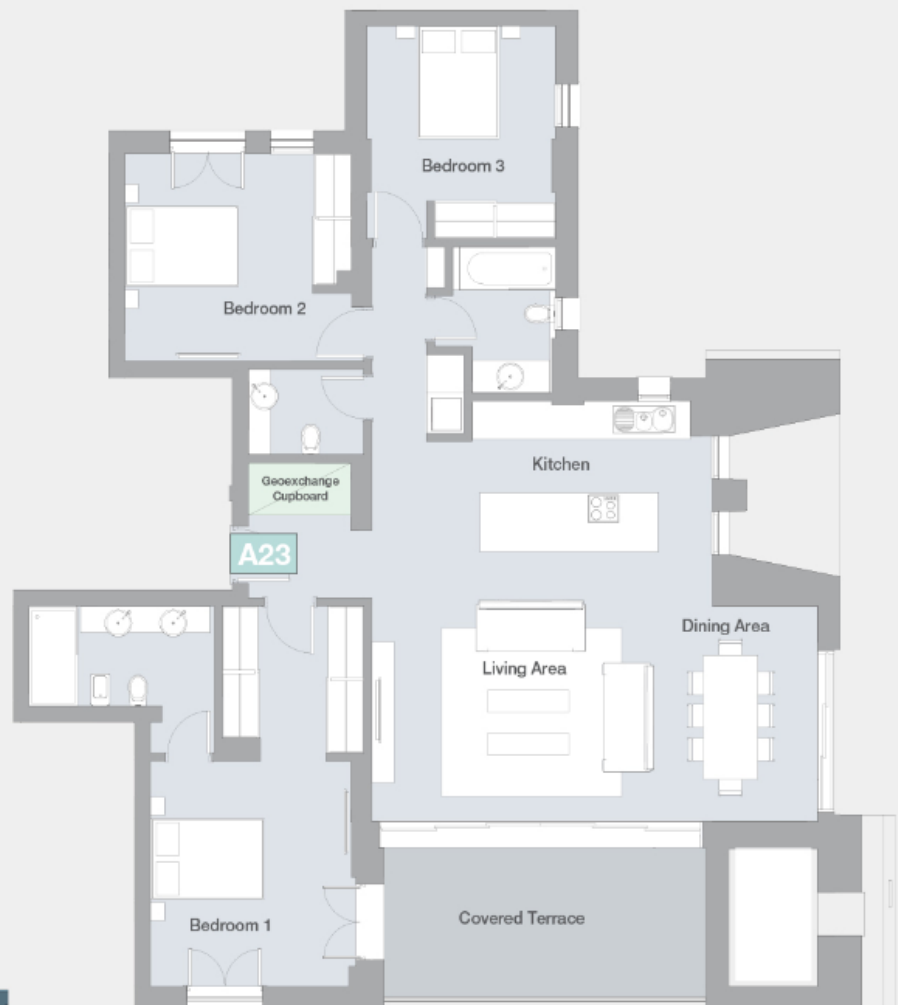 Bedroom 3
Bedroom 2
Kitchen
Geoexchange
Cupboard
A23
Dining Area
Living Area
Bedroom 1
Covered Terrace